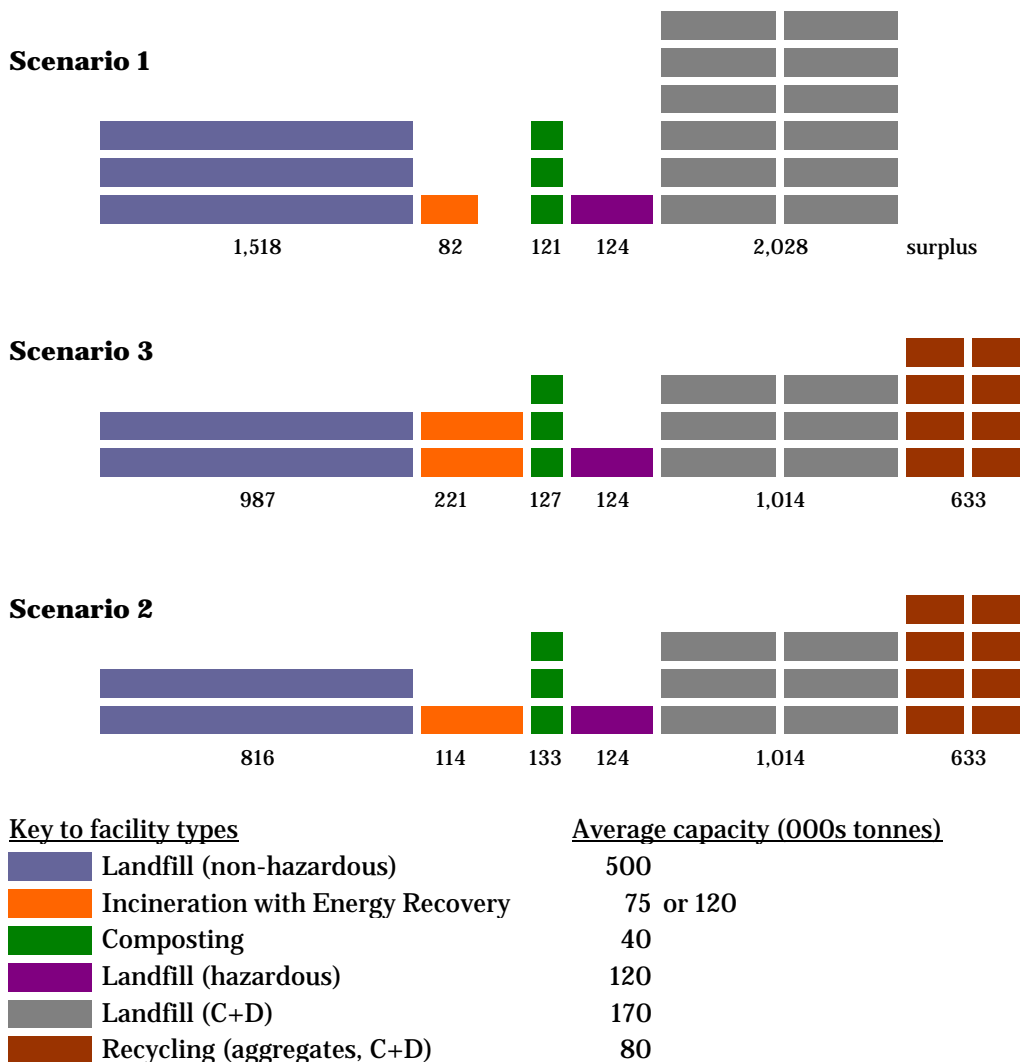 Scenario 1
1,518 82 121 124 2,028 surplus
Scenario 3
987 221 127 124 1,014 633
Scenario 2
816 114 133 124 1,014 633
Key to facility types Average capacity (000s tonnes)
Landfill (non-hazardous) 500
Incineration with Energy Recovery 75 or 120
Composting 40
Landfill (hazardous) 120
Landfill (C+D) 170
Recycling (aggregates, C+D) 80